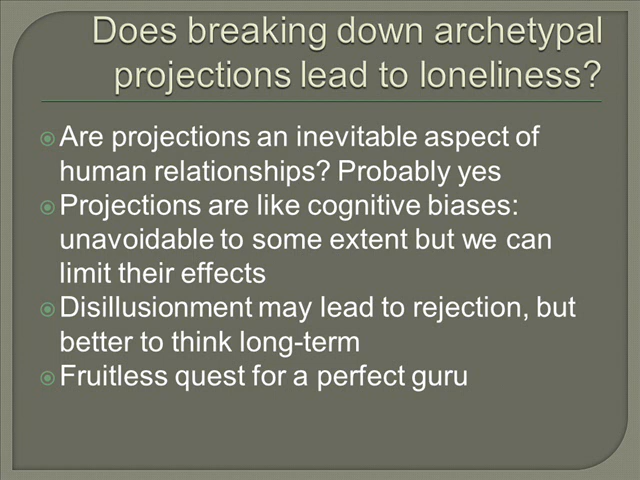 Does breaking down archetypal
projections lead to loneliness?
Are projections an inevitable aspect of
human relationships? Probably yes
Projections are like cognitive biases:
unavoidable to some extent but we can
limit their effects
Disillusionment may lead to rejection, but
better to think long-term
Fruitless quest for a perfect guru